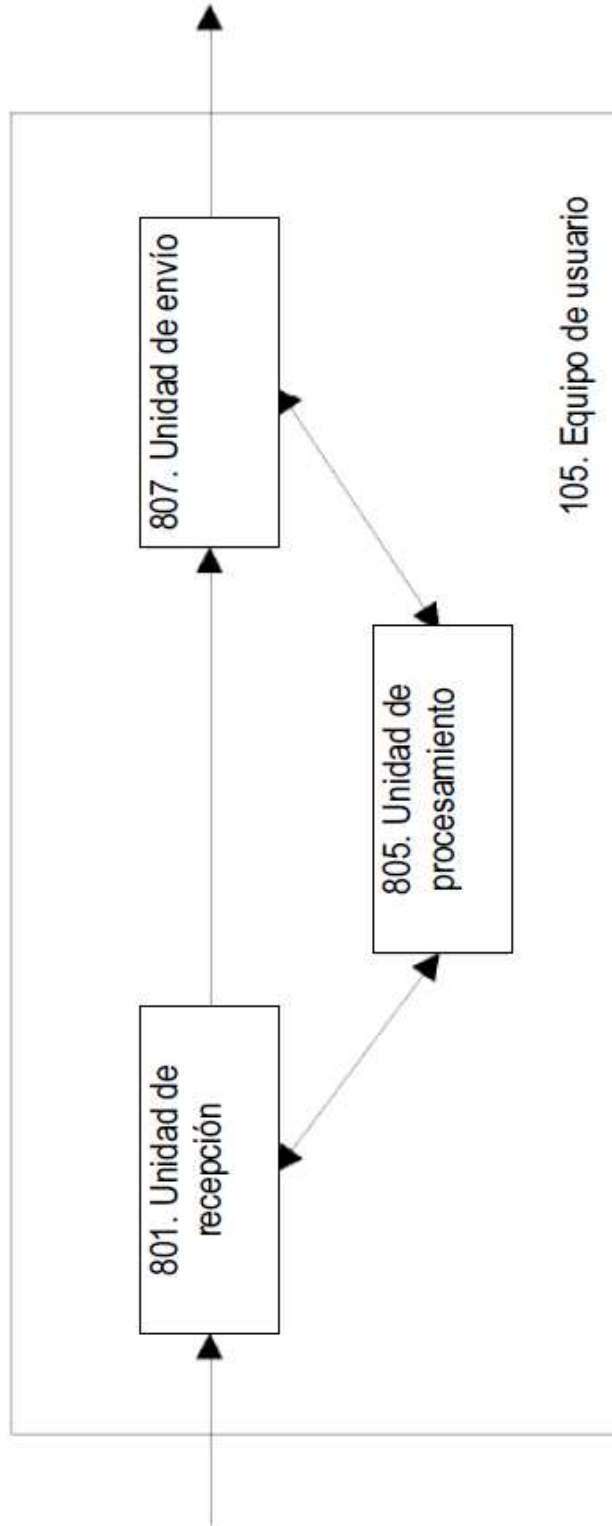 801. Unidad de
recepción
807. Unidad de envío
805. Unidad de
procesamiento
105. Equipo de usuario